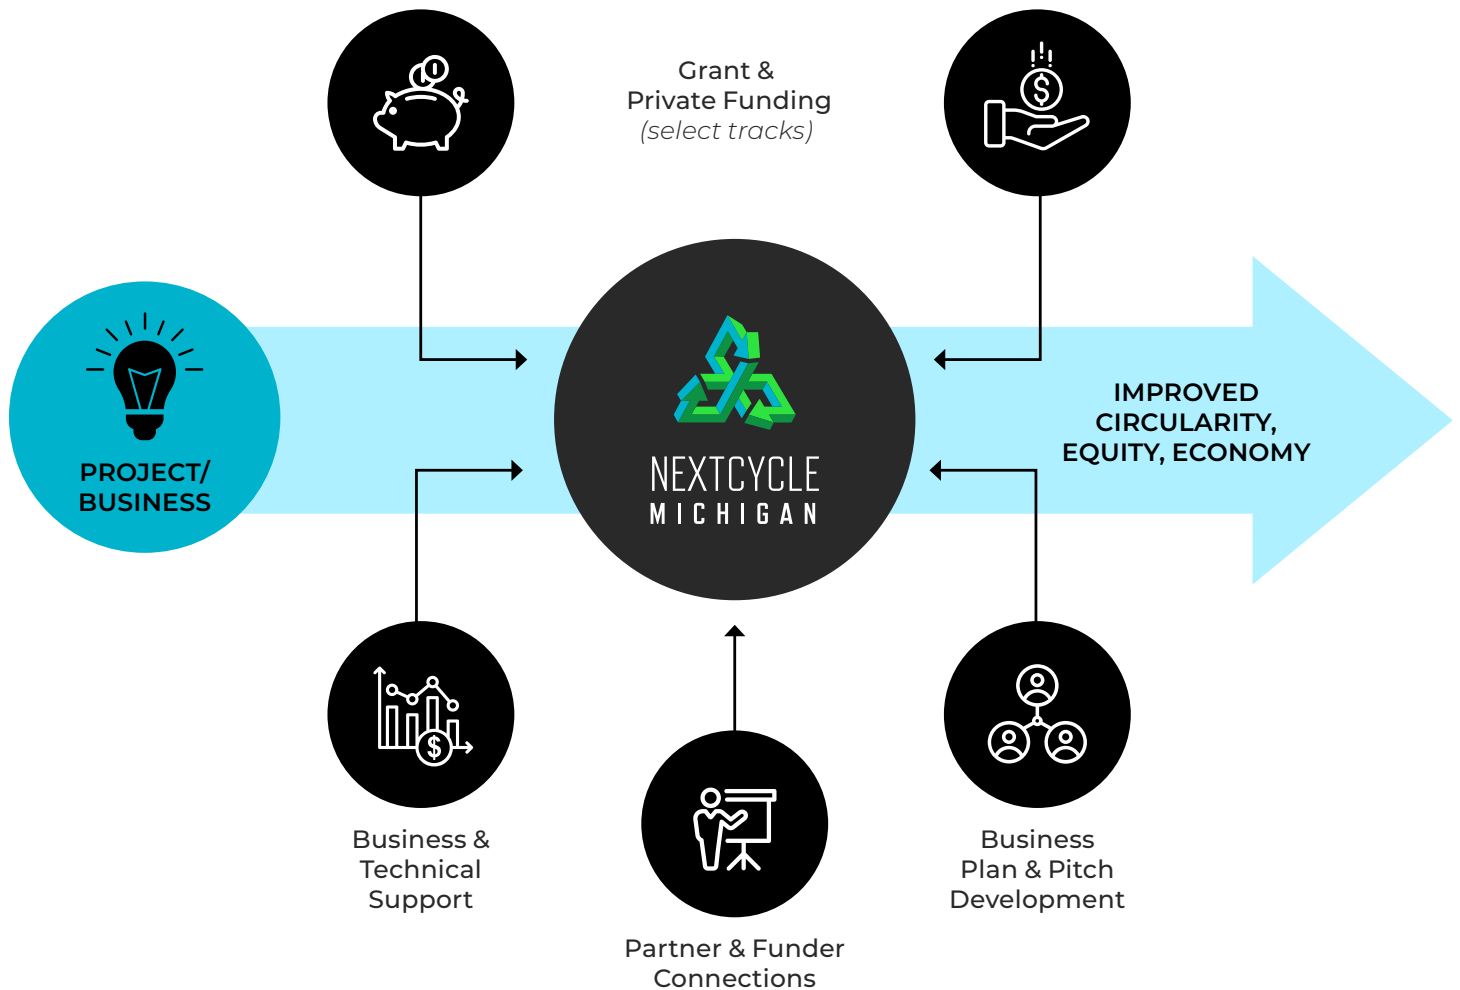 Grant &
Private Funding
(select tracks)
$
PROJECT/
BUSINESS
NEXTCYCLE
MICHIGAN
IMPROVED
CIRCULARITY,
EQUITY, ECONOMY
$
Business &
Technical
Support
Partner & Funder
Connections
Business
Plan & Pitch
Development